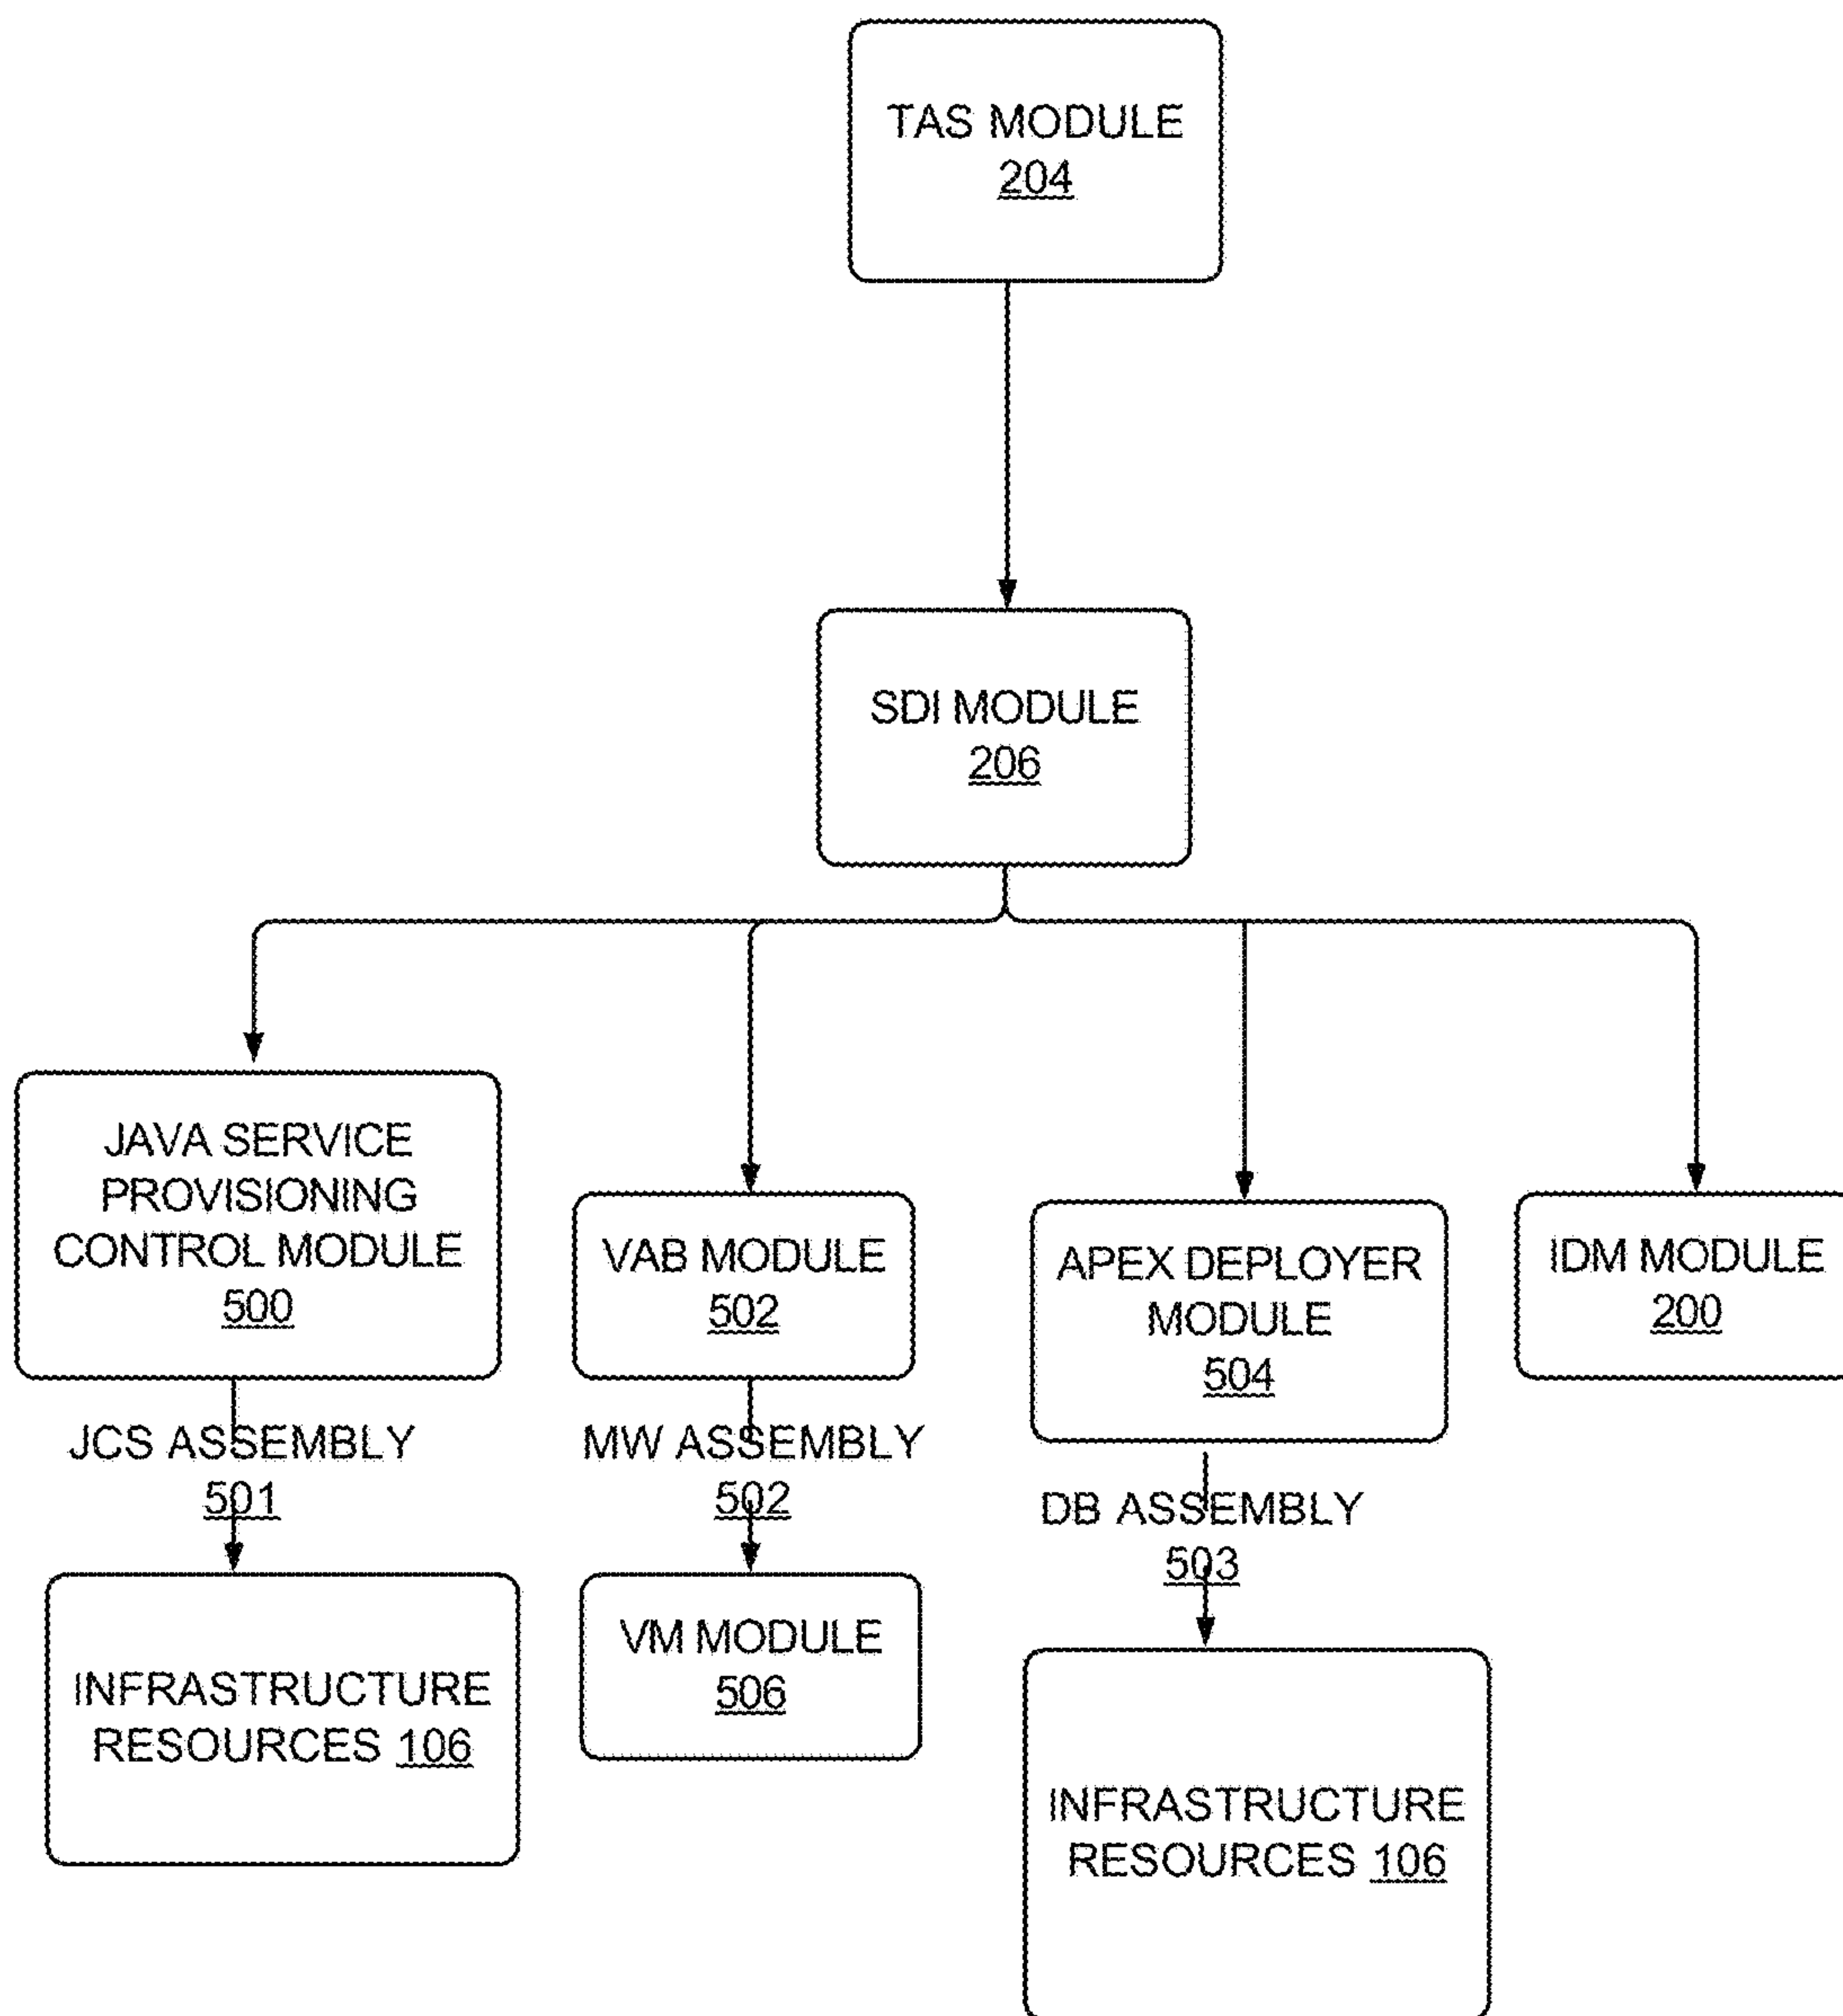 TAS MODULE
204
SDI MODULE
206
JAVA SERVICE
PROVISIONING
CONTROL MODULE
500
VAB MODULE
502
APEX DEPLOYER
MODULE
504
IDM MODULE
200
JCS ASSEMBLY
501
MW ASSEMBLY
502
DB ASSEMBLY
503
INFRASTRUCTURE
RESOURCES 106
VM MODULE
506
INFRASTRUCTURE
RESOURCES 106